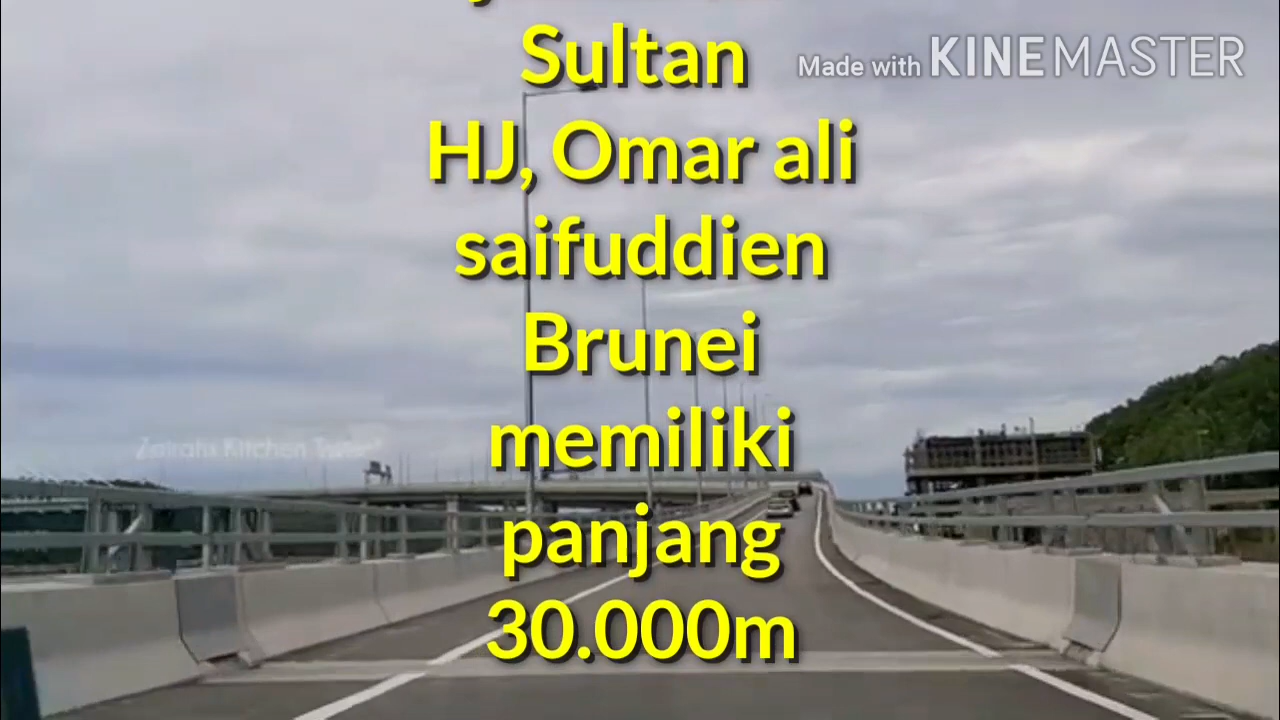 Sultan
Made with KINEMASTER
HJ, Omar ali
saifuddien
Brunei
memiliki
panjang
30.000m